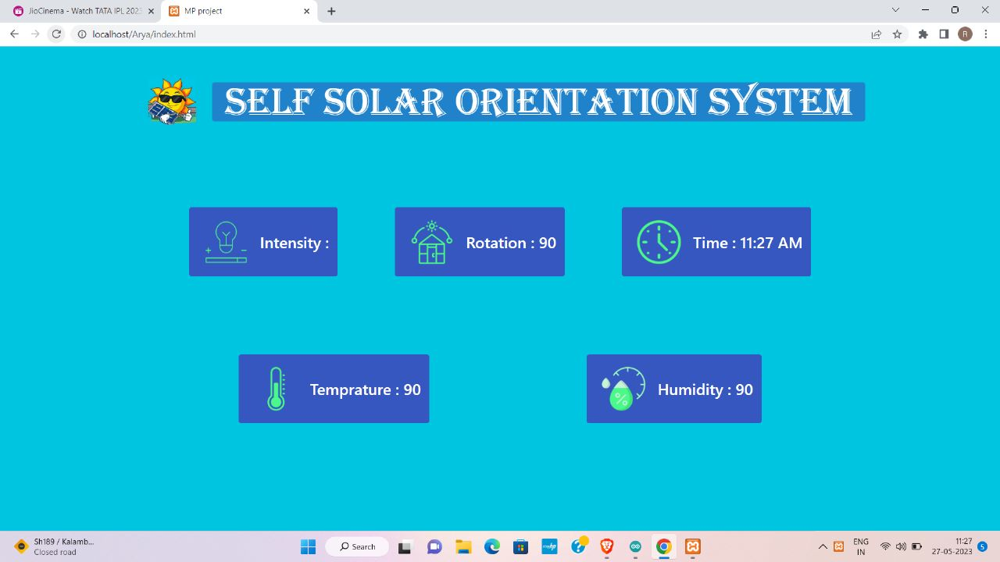 JioCinema - Watch TATA IPL 202
MP project
localhost/Arya/index.html
R
SELF SOLAR ORIENTATION SYSTEM
Intensity :
Rotation : 90
Time : 11:27 AM
Temprature : 90
Humidity : 90
Sh189 / Kalamb...
Closed road
Search
myhp
ENG
IN
11:27
27-05-2023
5